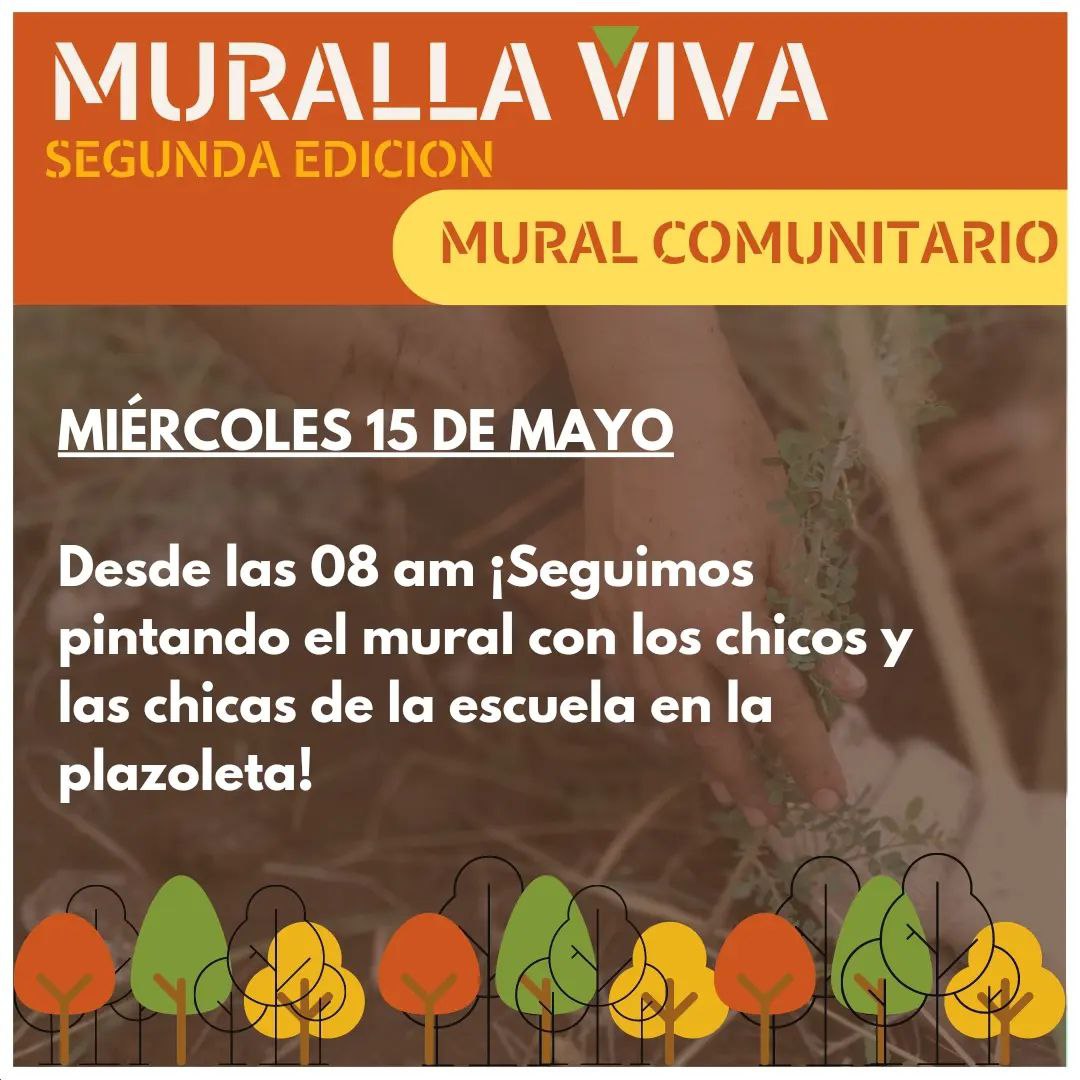 MURALLA VIVA
SEGUNDA EDICION
MURAL COMUNITARIO
MIÉRCOLES 15 DE MAYO
Desde las 08 am ¡Seguimos
pintando el mural con los chicos y
las chicas de la escuela en la
plazoleta!